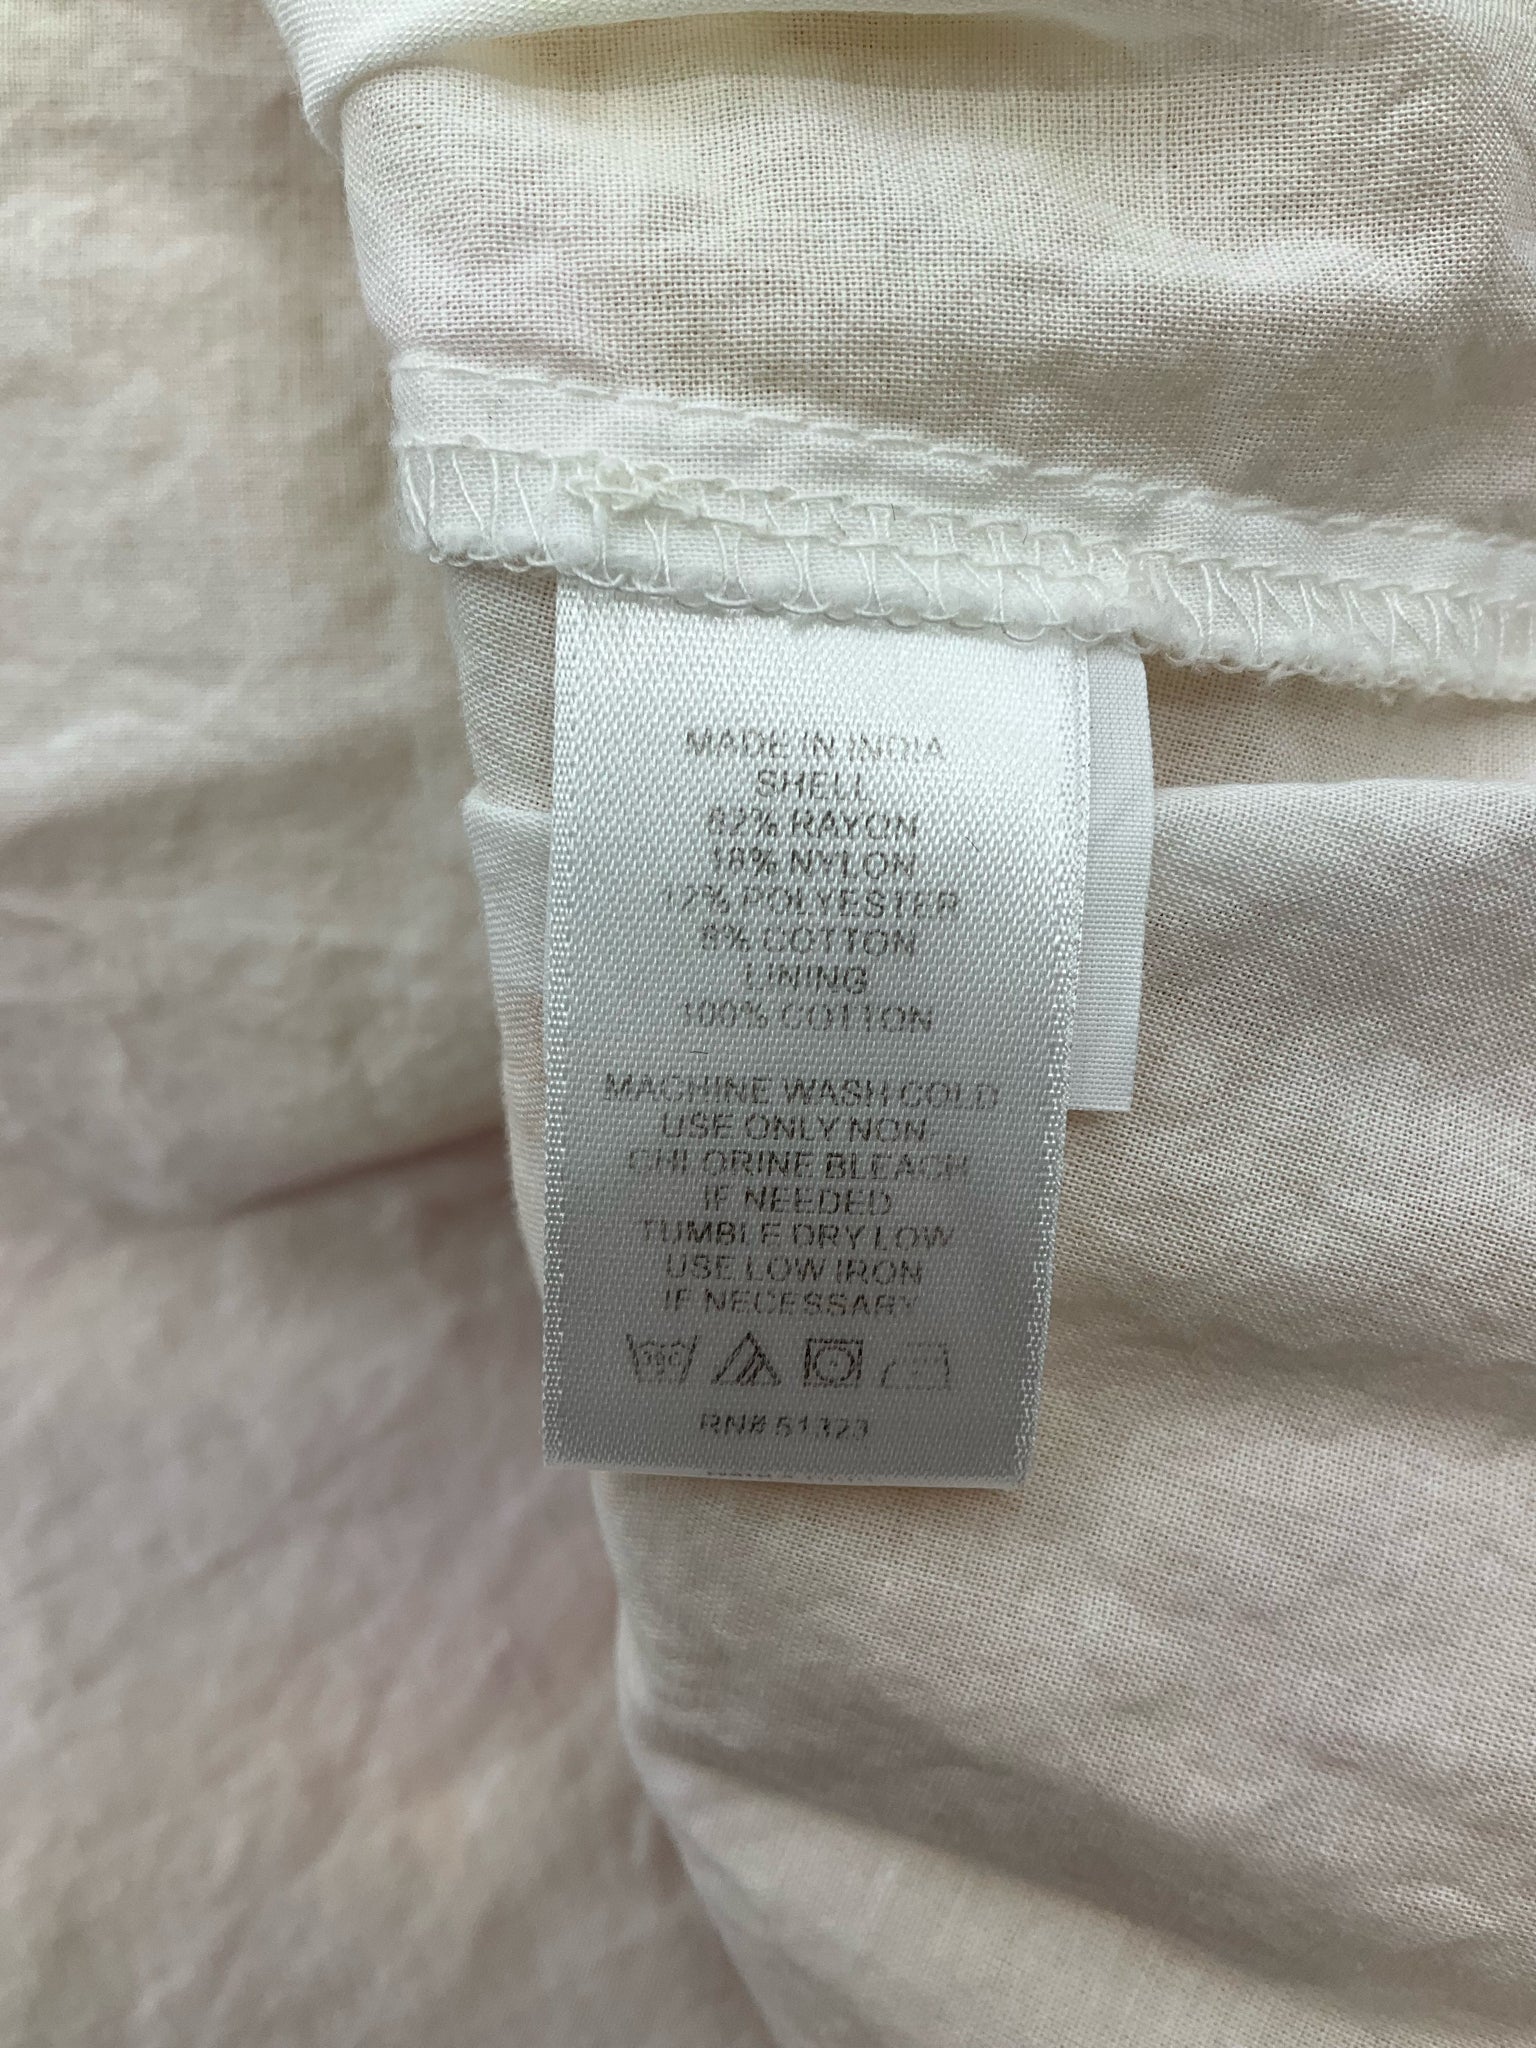 MADE IN INDIA
SHELL
62% RAYON
18% NYLON
12% POLYESTER
8% COTTON
LINING
100% COTTON
MACHINE WASH COLD
USE ONLY NON
CHLORINE BLEACH
IF NEEDED
TUMBLE DRY LOW
USE LOW IRON
IF NECESSARY
30C
RN# 51323